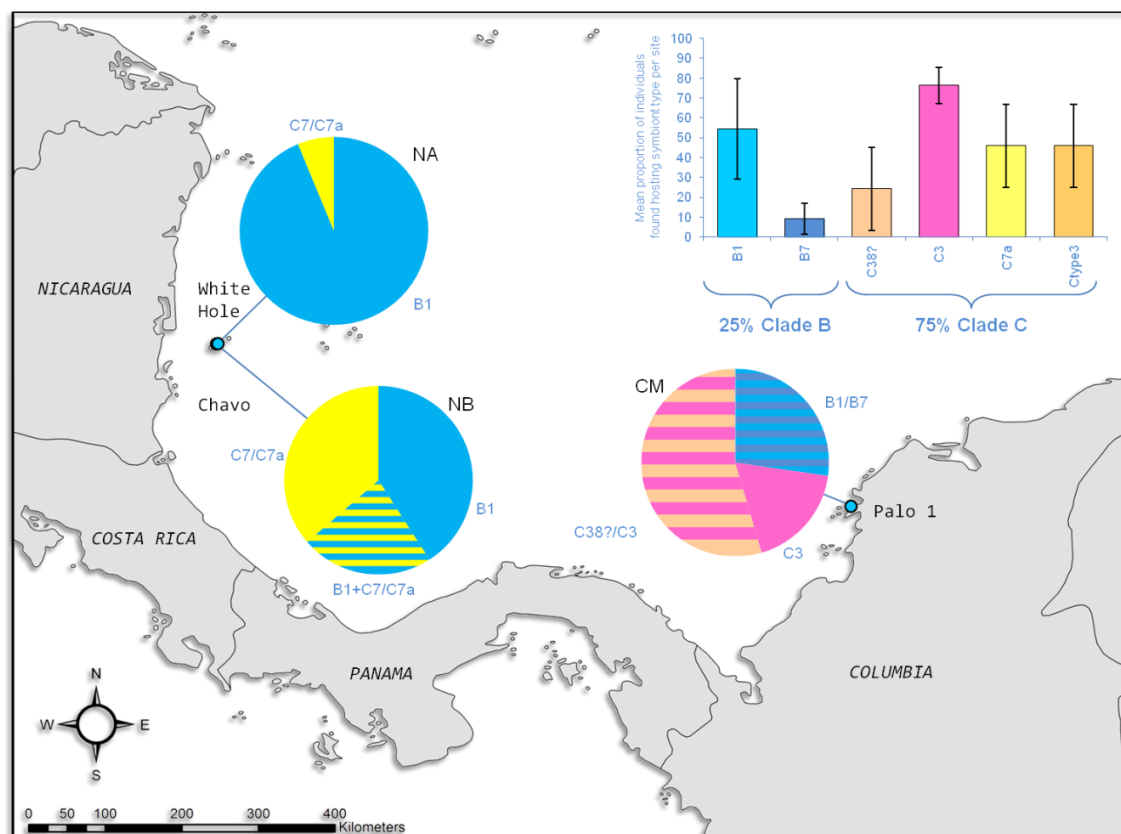 C7/C7a
NA
B1
White
Hole
NICARAGUA
Chavo
C7/C7a
NB
B1
B1+C7/C7a
COSTA RICA
PANAMA
Mean proportion of individuals
found hosting symbiont type per site
100
90
80
70
60
50
40
30
20
10
0
B1
B7
C38?
C3
C7a
Ctype3
25% Clade B
75% Clade C
CM
B1/B7
C38?/C3
C3
Palo 1
COLUMBIA
N
W
E
S
0 50 100 200 300 400
Kilometers